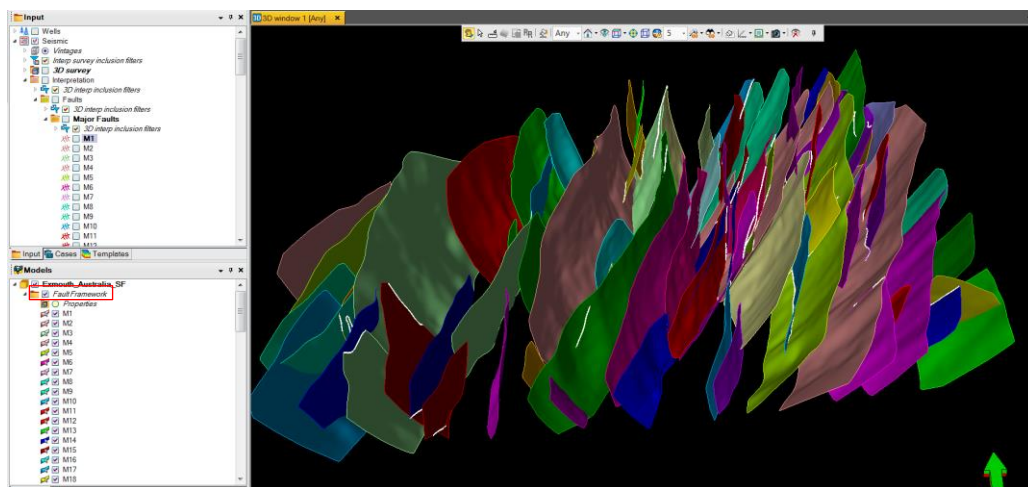 Input
Wells
Seismic
Vintages
Interp survey inclusion filters
3D survey
Interpretation
3D interp inclusion filters
Faults
3D interp inclusion filters
Major Faults
3D interp inclusion filters
M1
M2
M3
M4
M5
M6
M7
M8
M9
M10
M11
M12
Input Cases Templates
Models
Exmouth_Australia_SF
Fault Framework
Properties
M1
M2
M3
M4
M5
M6
M7
M8
M9
M10
M11
M12
M13
M14
M15
M16
M17
M18
3D 3D window 1 [Any]
Any 5